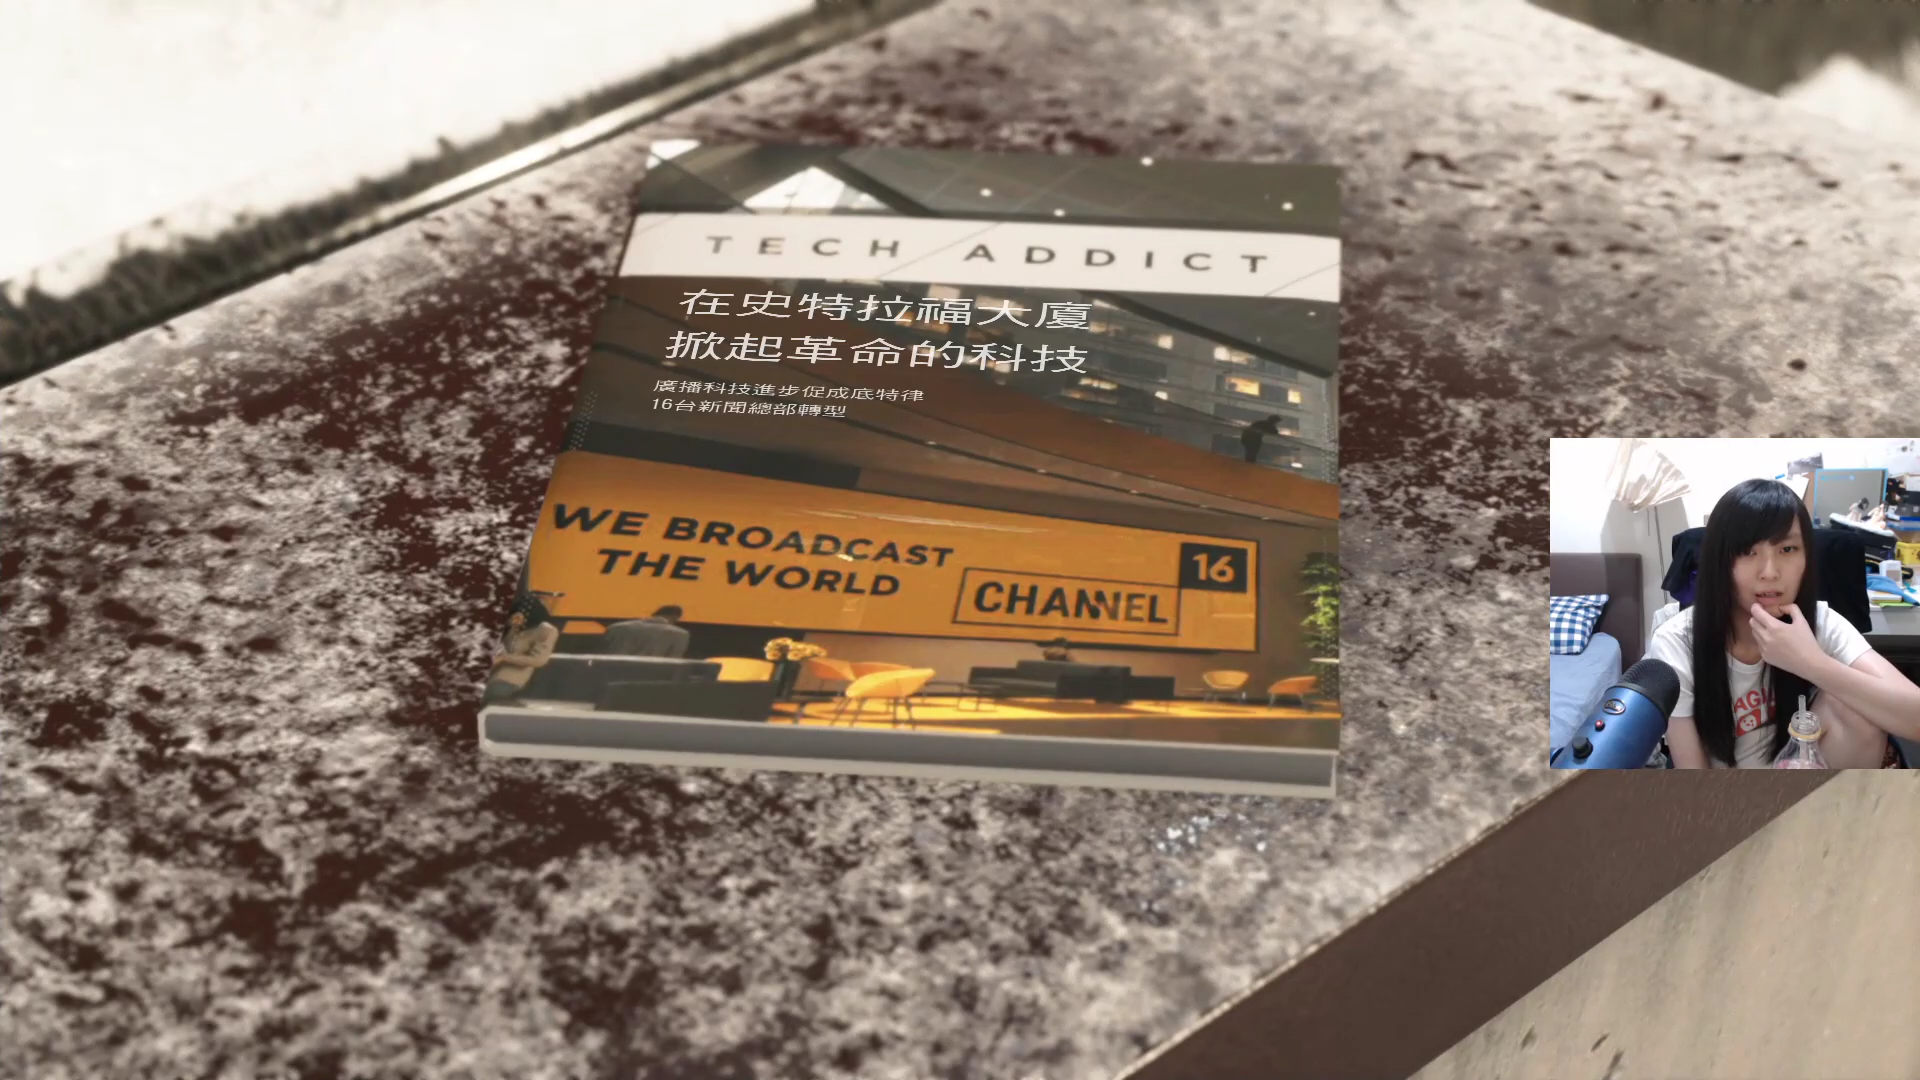 TECH ADDICT
在史特拉福大廈
掀起革命的科技
廣播科技進步促成底特律
16台新聞總部轉型
WE BROADCAST
THE WORLD
CHANNEL
16